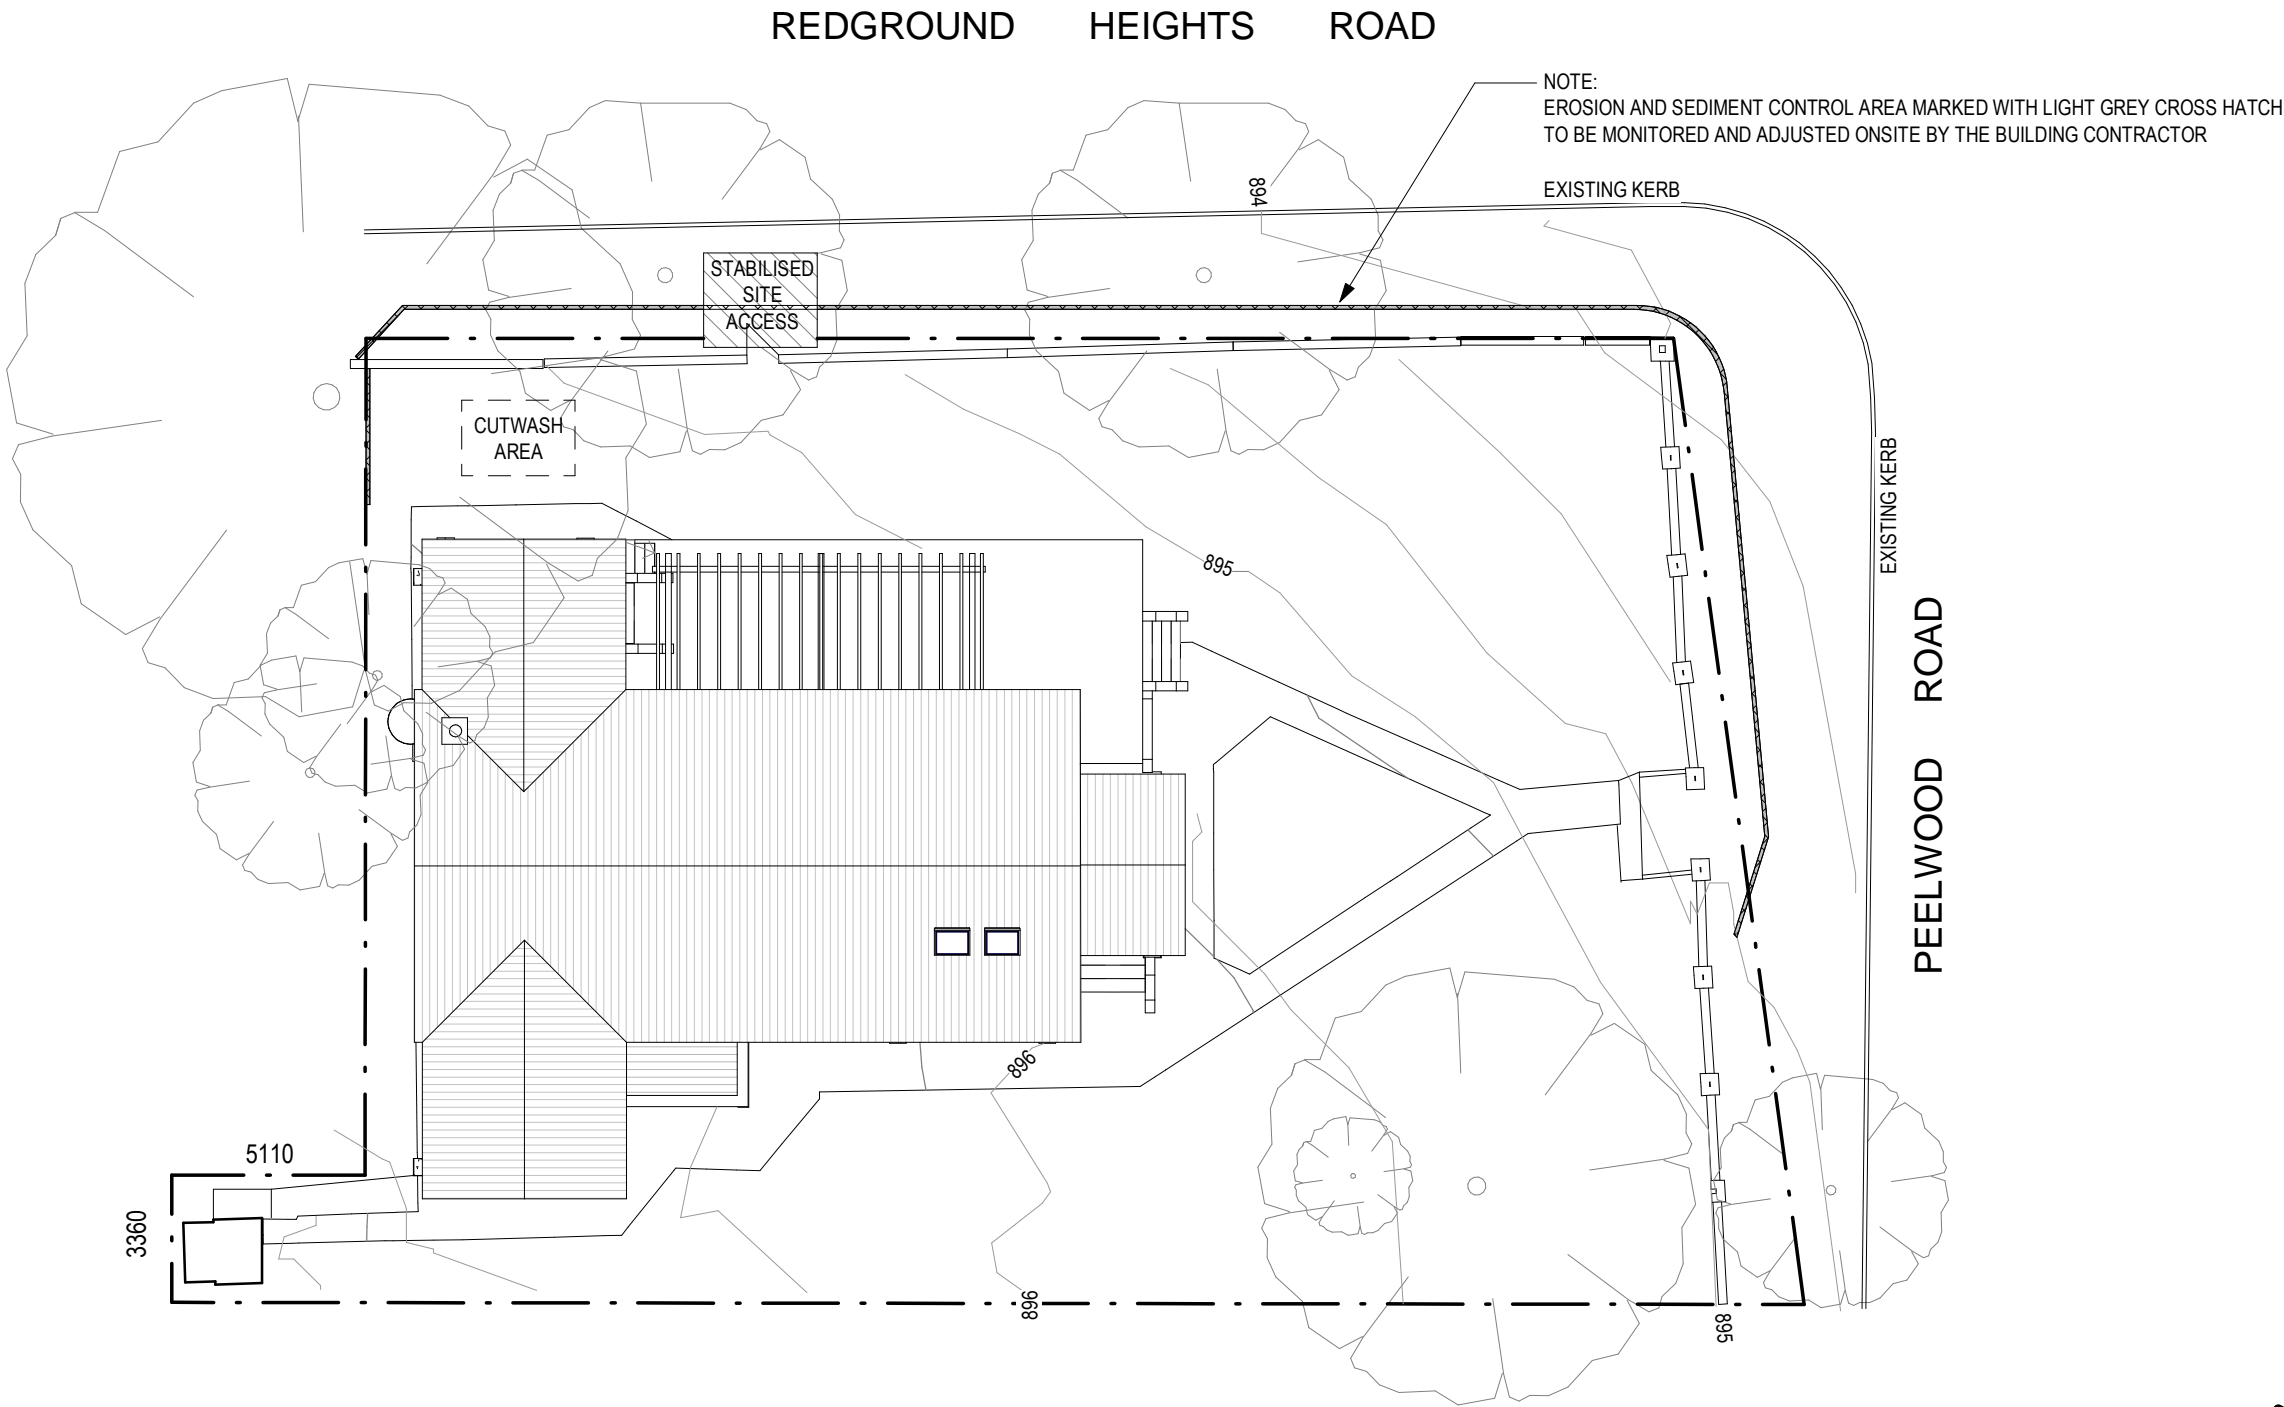 REDGROUND HEIGHTS ROAD
NOTE:
EROSION AND SEDIMENT CONTROL AREA MARKED WITH LIGHT GREY CROSS HATCH
TO BE MONITORED AND ADJUSTED ONSITE BY THE BUILDING CONTRACTOR
894
EXISTING KERB
STABILISED
SITE
ACCESS
CUTWASH
AREA
EXISTING KERB
895
PEELWOOD ROAD
896
5110
3360
896
895